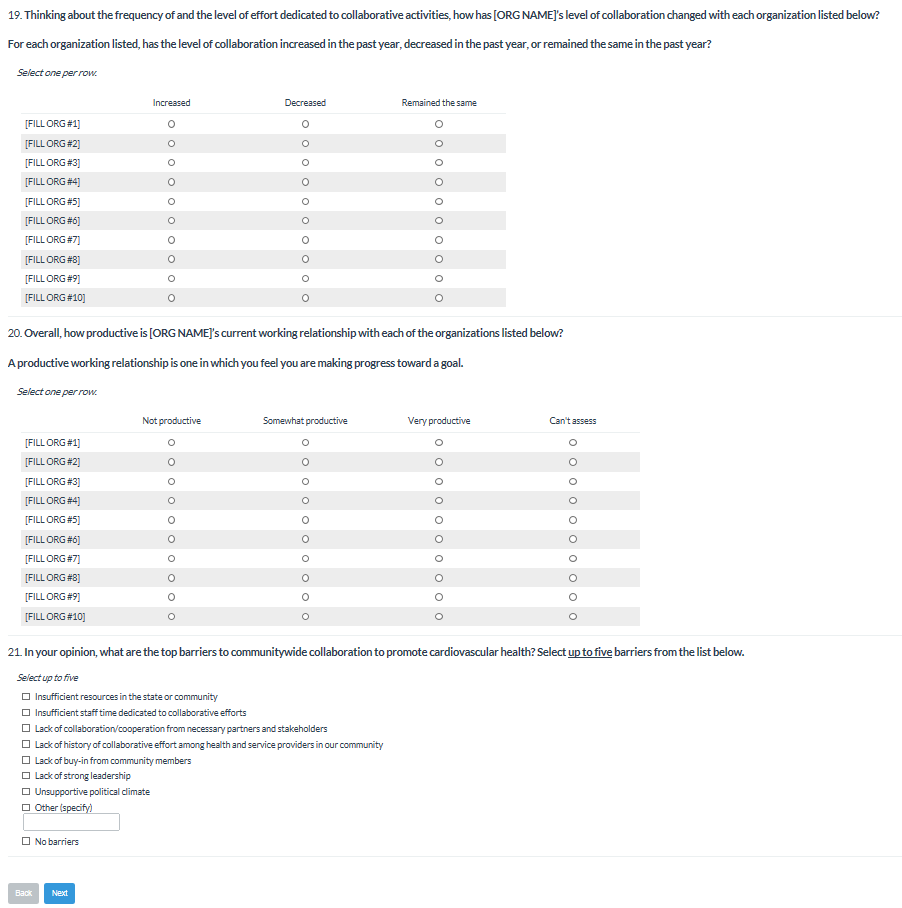 19. Thinking about the frequency of and the level of effort dedicated to collaborative activities, how has [ORG NAME]'s level of collaboration changed with each organization listed below?
For each organization listed, has the level of collaboration increased in the past year, decreased in the past year, or remained the same in the past year?
Select one per row.
Increased Decreased Remained the same
[FILL ORG #1]
[FILL ORG #2]
[FILL ORG #3]
[FILL ORG #4]
[FILL ORG #5]
[FILL ORG #6]
[FILL ORG #7]
[FILL ORG #8]
[FILL ORG #9]
[FILL ORG #10]
20. Overall, how productive is [ORG NAME]'s current working relationship with each of the organizations listed below?
A productive working relationship is one in which you feel you are making progress toward a goal.
Select one per row.
Not productive Somewhat productive Very productive Can't assess
[FILL ORG #1]
[FILL ORG #2]
[FILL ORG #3]
[FILL ORG #4]
[FILL ORG #5]
[FILL ORG #6]
[FILL ORG #7]
[FILL ORG #8]
[FILL ORG #9]
[FILL ORG #10]
21. In your opinion, what are the top barriers to communitywide collaboration to promote cardiovascular health? Select up to five barriers from the list below.
Select up to five
Insufficient resources in the state or community
Insufficient staff time dedicated to collaborative efforts
Lack of collaboration/cooperation from necessary partners and stakeholders
Lack of history of collaborative effort among health and service providers in our community
Lack of buy-in from community members
Lack of strong leadership
Unsupportive political climate
Other (specify)
No barriers
Back Next